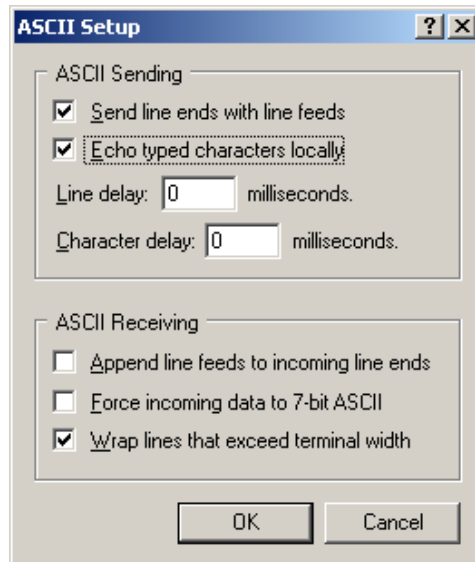 ASCII Setup
ASCII Sending
Send line ends with line feeds
Echo typed characters locally
Line delay: 0 milliseconds.
Character delay: 0 milliseconds.
ASCII Receiving
Append line feeds to incoming line ends
Force incoming data to 7-bit ASCII
Wrap lines that exceed terminal width
OK Cancel